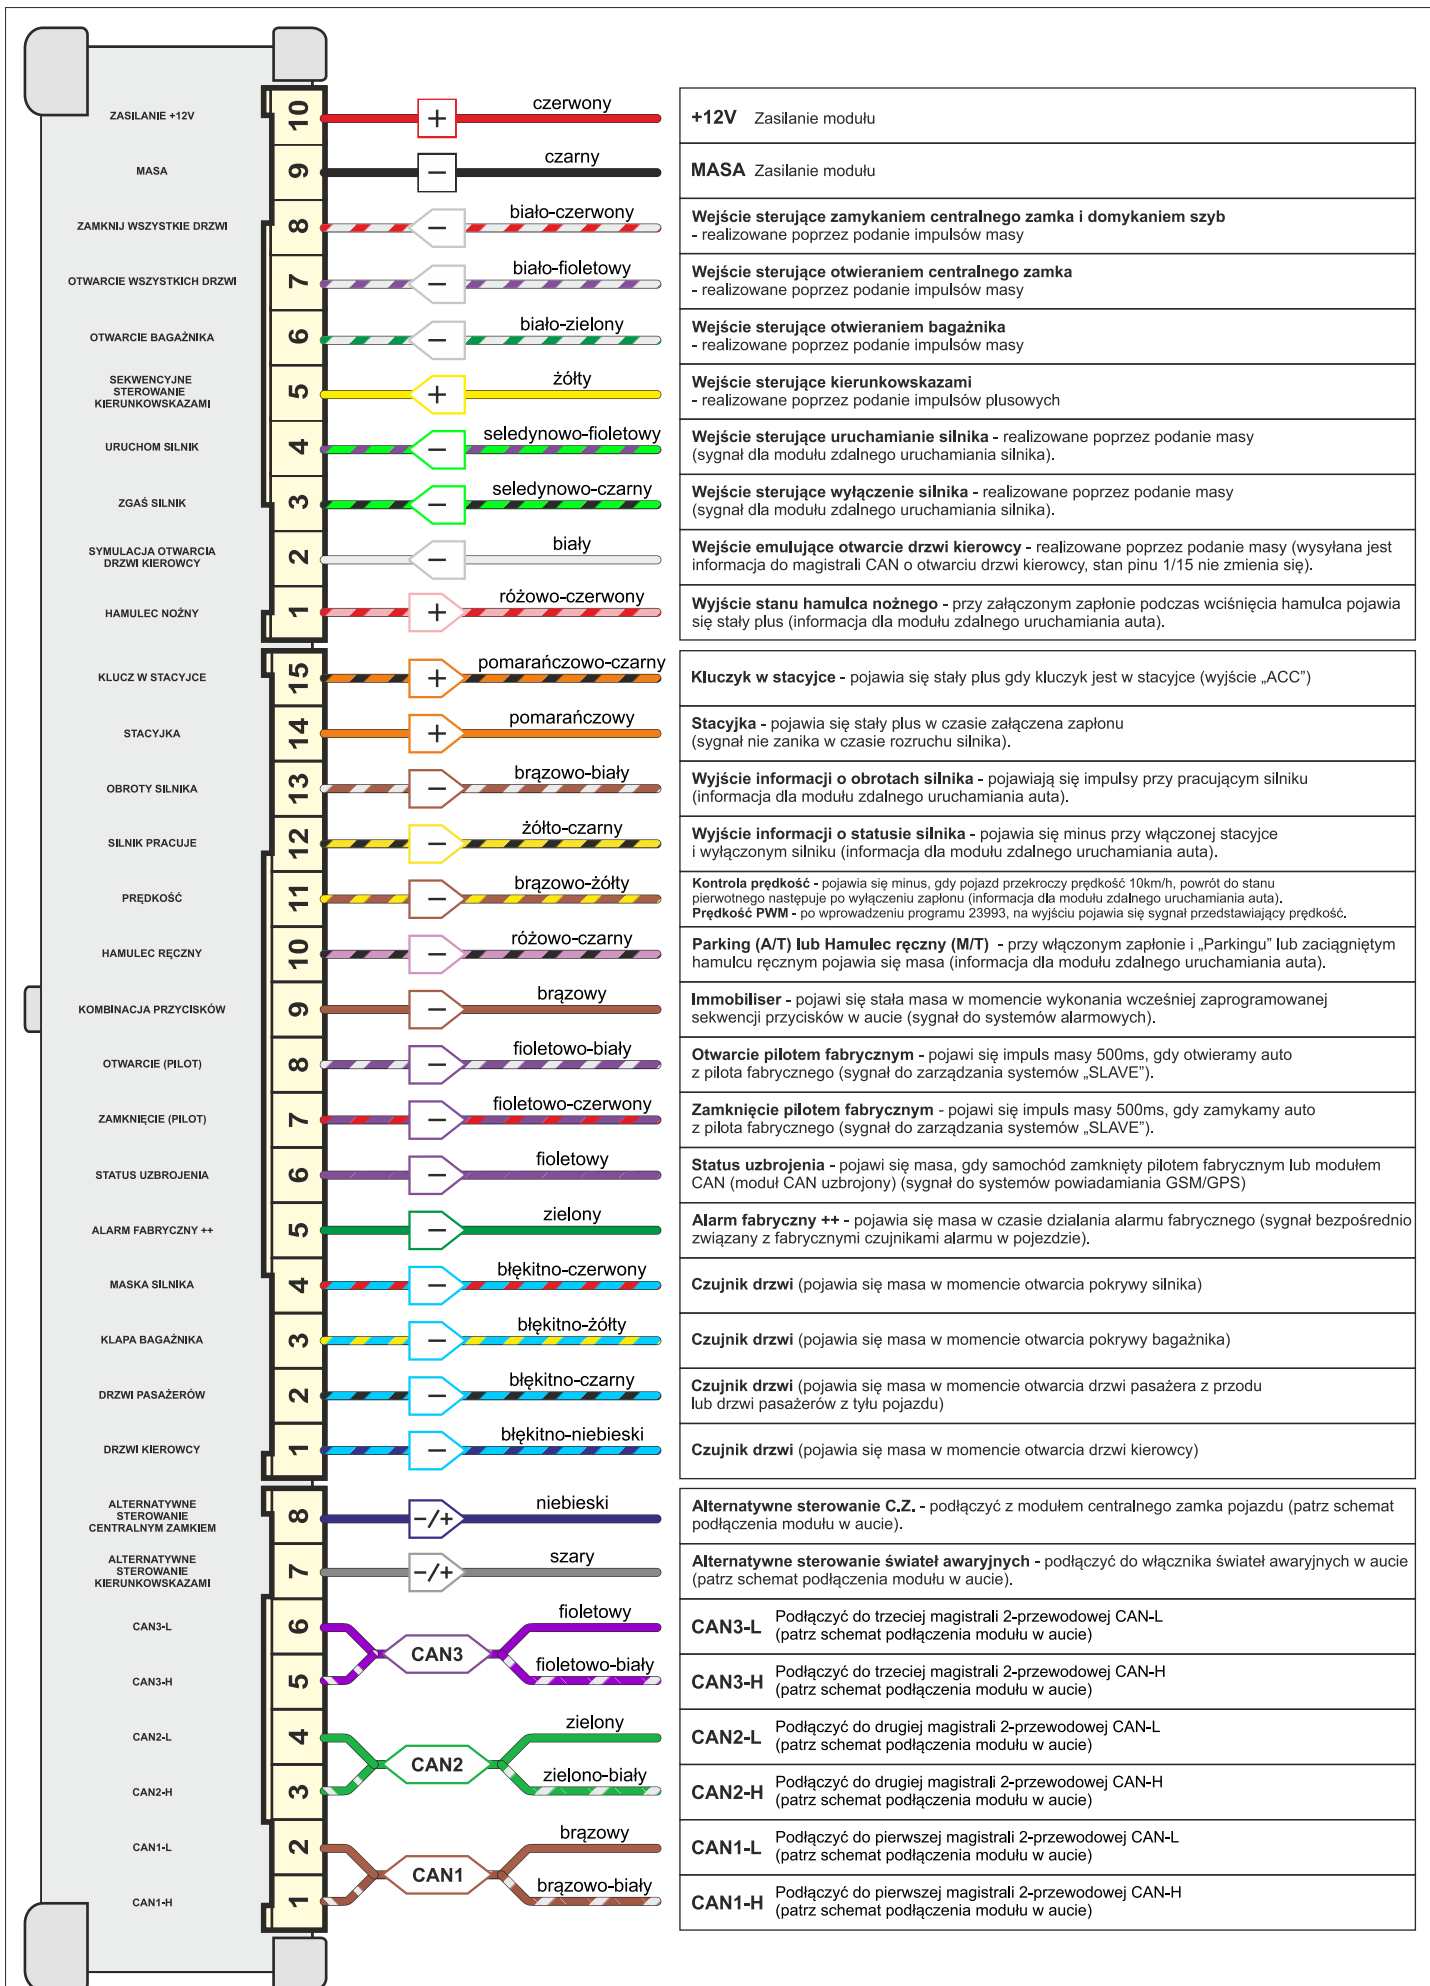 ZASILANIE +12V
10
+
czerwony
+12V Zasilanie modułu
MASA
9
−
czarny
MASA Zasilanie modułu
ZAMKNIJ WSZYSTKIE DRZWI
8
−
biało-czerwony
Wejście sterujące zamykaniem centralnego zamka i domykaniem szyb
- realizowane poprzez podanie impulsów masy
OTWARCIE WSZYSTKICH DRZWI
7
−
biało-fioletowy
Wejście sterujące otwieraniem centralnego zamka
- realizowane poprzez podanie impulsów masy
OTWARCIE BAGAŻNIKA
6
−
biało-zielony
Wejście sterujące otwieraniem bagażnika
- realizowane poprzez podanie impulsów masy
SEKWENCYJNE
STEROWANIE
KIERUNKOWSKAZAMI
5
+
żółty
Wejście sterujące kierunkowskazami
- realizowane poprzez podanie impulsów plusowych
URUCHOM SILNIK
4
−
seledynowo-fioletowy
Wejście sterujące uruchamianie silnika - realizowane poprzez podanie masy
(sygnał dla modułu zdalnego uruchamiania silnika).
ZGAŚ SILNIK
3
−
seledynowo-czarny
Wejście sterujące wyłączenie silnika - realizowane poprzez podanie masy
(sygnał dla modułu zdalnego uruchamiania silnika).
SYMULACJA OTWARCIA
DRZWI KIEROWCY
2
−
biały
Wejście emulujące otwarcie drzwi kierowcy - realizowane poprzez podanie masy (wysyłana jest
informacja do magistrali CAN o otwarciu drzwi kierowcy, stan pinu 1/15 nie zmienia się).
HAMULEC NOŻNY
1
+
różowo-czerwony
Wyjście stanu hamulca nożnego - przy załączonym zapłonie podczas wciśnięcia hamulca pojawia
się stały plus (informacja dla modułu zdalnego uruchamiania auta).
KLUCZ W STACYJCE
15
+
pomarańczowo-czarny
Kluczyk w stacyjce - pojawia się stały plus gdy kluczyk jest w stacyjce (wyjście „ACC”)
STACYJKA
14
+
pomarańczowy
Stacyjka - pojawia się stały plus w czasie załączena zapłonu
(sygnał nie zanika w czasie rozruchu silnika).
OBROTY SILNIKA
13
−
brązowo-biały
Wyjście informacji o obrotach silnika - pojawiają się impulsy przy pracującym silniku
(informacja dla modułu zdalnego uruchamiania auta).
SILNIK PRACUJE
12
−
żółto-czarny
Wyjście informacji o statusie silnika - pojawia się minus przy włączonej stacyjce
i wyłączonym silniku (informacja dla modułu zdalnego uruchamiania auta).
PRĘDKOŚĆ
11
−
brązowo-żółty
Kontrola prędkość - pojawia się minus, gdy pojazd przekroczy prędkość 10km/h, powrót do stanu
pierwotnego następuje po wyłączeniu zapłonu (informacja dla modułu zdalnego uruchamiania auta).
Prędkość PWM - po wprowadzeniu programu 23993, na wyjściu pojawia się sygnał przedstawiający prędkość.
HAMULEC RĘCZNY
10
−
różowo-czarny
Parking (A/T) lub Hamulec ręczny (M/T) - przy włączonym zapłonie i „Parkingu” lub zaciągniętym
hamulcu ręcznym pojawia się masa (informacja dla modułu zdalnego uruchamiania auta).
KOMBINACJA PRZYCISKÓW
9
−
brązowy
Immobiliser - pojawi się stała masa w momencie wykonania wcześniej zaprogramowanej
sekwencji przycisków w aucie (sygnał do systemów alarmowych).
OTWARCIE (PILOT)
8
−
fioletowo-biały
Otwarcie pilotem fabrycznym - pojawi się impuls masy 500ms, gdy otwieramy auto
z pilota fabrycznego (sygnał do zarządzania systemów „SLAVE”).
ZAMKNIĘCIE (PILOT)
7
−
fioletowo-czerwony
Zamknięcie pilotem fabrycznym - pojawi się impuls masy 500ms, gdy zamykamy auto
z pilota fabrycznego (sygnał do zarządzania systemów „SLAVE”).
STATUS UZBROJENIA
6
−
fioletowy
Status uzbrojenia - pojawi się masa, gdy samochód zamknięty pilotem fabrycznym lub modułem
CAN (moduł CAN uzbrojony) (sygnał do systemów powiadamiania GSM/GPS)
ALARM FABRYCZNY ++
5
−
zielony
Alarm fabryczny ++ - pojawia się masa w czasie dzialania alarmu fabrycznego (sygnał bezpośrednio
związany z fabrycznymi czujnikami alarmu w pojezdzie).
MASKA SILNIKA
4
−
błękitno-czerwony
Czujnik drzwi (pojawia się masa w momencie otwarcia pokrywy silnika)
KLAPA BAGAŻNIKA
3
−
błękitno-żółty
Czujnik drzwi (pojawia się masa w momencie otwarcia pokrywy bagażnika)
DRZWI PASAŻERÓW
2
−
błękitno-czarny
Czujnik drzwi (pojawia się masa w momencie otwarcia drzwi pasażera z przodu
lub drzwi pasażerów z tyłu pojazdu)
DRZWI KIEROWCY
1
−
błękitno-niebieski
Czujnik drzwi (pojawia się masa w momencie otwarcia drzwi kierowcy)
ALTERNATYWNE
STEROWANIE
CENTRALNYM ZAMKIEM
8
−/+
niebieski
Alternatywne sterowanie C.Z. - podłączyć z modułem centralnego zamka pojazdu (patrz schemat
podłączenia modułu w aucie).
ALTERNATYWNE
STEROWANIE
KIERUNKOWSKAZAMI
7
−/+
szary
Alternatywne sterowanie świateł awaryjnych - podłączyć do włącznika świateł awaryjnych w aucie
(patrz schemat podłączenia modułu w aucie).
CAN3-L
6
fioletowy
CAN3-L Podłączyć do trzeciej magistrali 2-przewodowej CAN-L
(patrz schemat podłączenia modułu w aucie)
CAN3
CAN3-H
5
fioletowo-biały
CAN3-H Podłączyć do trzeciej magistrali 2-przewodowej CAN-H
(patrz schemat podłączenia modułu w aucie)
CAN2-L
4
zielony
CAN2-L Podłączyć do drugiej magistrali 2-przewodowej CAN-L
(patrz schemat podłączenia modułu w aucie)
CAN2
CAN2-H
3
zielono-biały
CAN2-H Podłączyć do drugiej magistrali 2-przewodowej CAN-H
(patrz schemat podłączenia modułu w aucie)
CAN1-L
2
brązowy
CAN1-L Podłączyć do pierwszej magistrali 2-przewodowej CAN-L
(patrz schemat podłączenia modułu w aucie)
CAN1
CAN1-H
1
brązowo-biały
CAN1-H Podłączyć do pierwszej magistrali 2-przewodowej CAN-H
(patrz schemat podłączenia modułu w aucie)